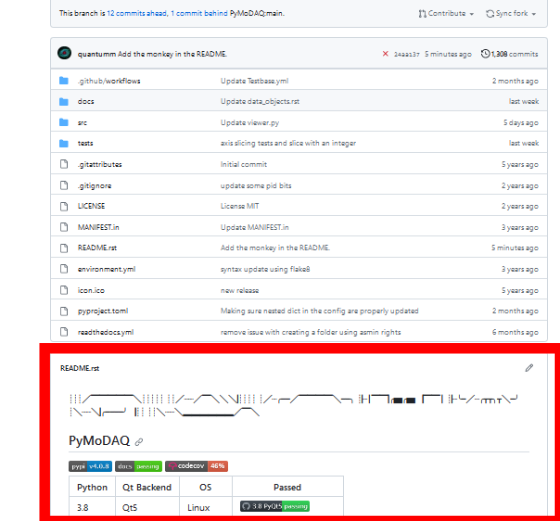 This branch is 12 commits ahead, 1 commit behind PyMoDAQ:main.
Contribute
Sync fork
quantumm Add the monkey in the README.
5 minutes ago
1,308 commits
.github/workflows Update Testbase.yml 2 months ago
docs Update data_objects.rst last week
src Update viewer.py 5 days ago
tests axis slicing tests and slice with an integer last week
.gitattributes Initial commit 5 years ago
.gitignore update some pid bits 2 years ago
LICENSE License MIT 2 years ago
MANIFEST.in Update MANIFEST.in 3 years ago
README.rst Add the monkey in the README. 5 minutes ago
environment.yml syntax update using flake8 3 years ago
icon.ico new release 5 years ago
pyproject.toml Making sure nested dict in the config are properly updated 2 months ago
readthedocs.yml remove issue with creating a folder using asmin rights 6 months ago
README.rst
PyMoDAQ
pypi v4.0.8 docs passing codecov 46%
Python Qt Backend OS Passed
3.8 Qt5 Linux 3.8 PyQt5 passing